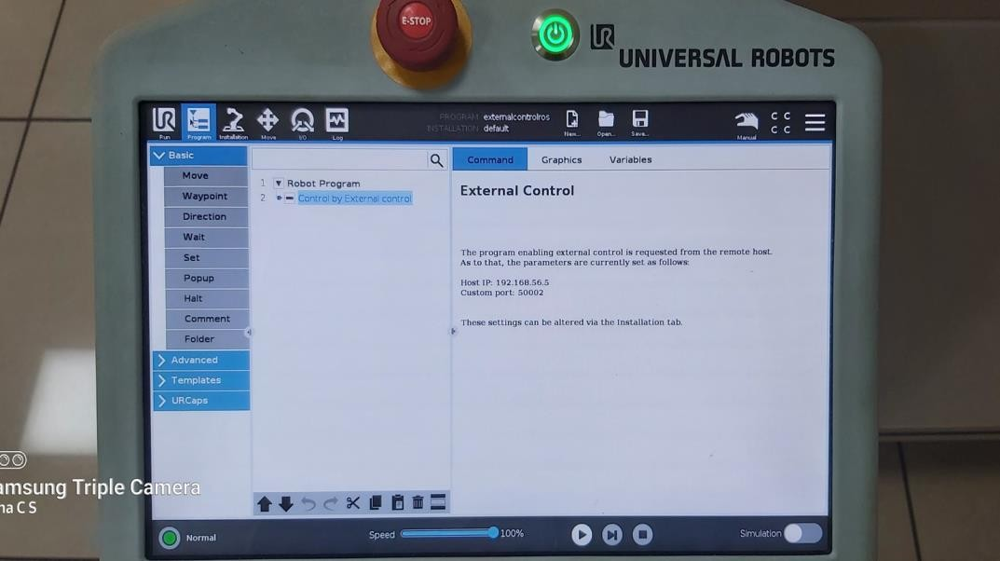 E-STOP
UR
UNIVERSAL ROBOTS
UR
Run
Program
Installation
Move
I/O
Log
PROGRAM externalcontrolros
INSTALLATION default
New...
Open...
Save...
Manual
C C
C C
Basic
Move
Waypoint
Direction
Wait
Set
Popup
Halt
Comment
Folder
Advanced
Templates
URCaps
1 Robot Program
2 Control by External control
Command
Graphics
Variables
External Control
The program enabling external control is requested from the remote host.
As to that, the parameters are currently set as follows:
Host IP: 192.168.56.5
Custom port: 50002
These settings can be altered via the Installation tab.
Normal
Speed
100%
Simulation
amsung Triple Camera
na C S